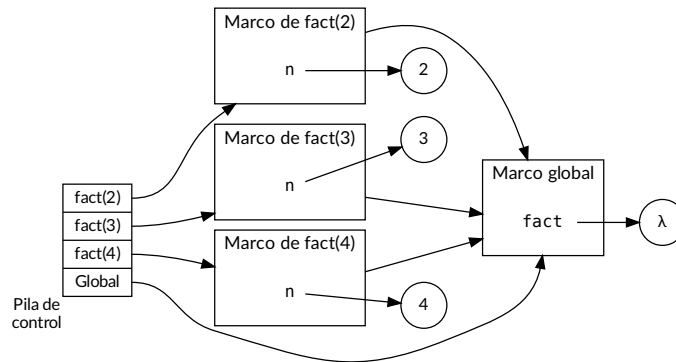 Marco de fact(2)
n
2
Marco de fact(3)
n
3
Marco global
fact
λ
fact(2)
fact(3)
fact(4)
Global
Pila de
control
Marco de fact(4)
n
4